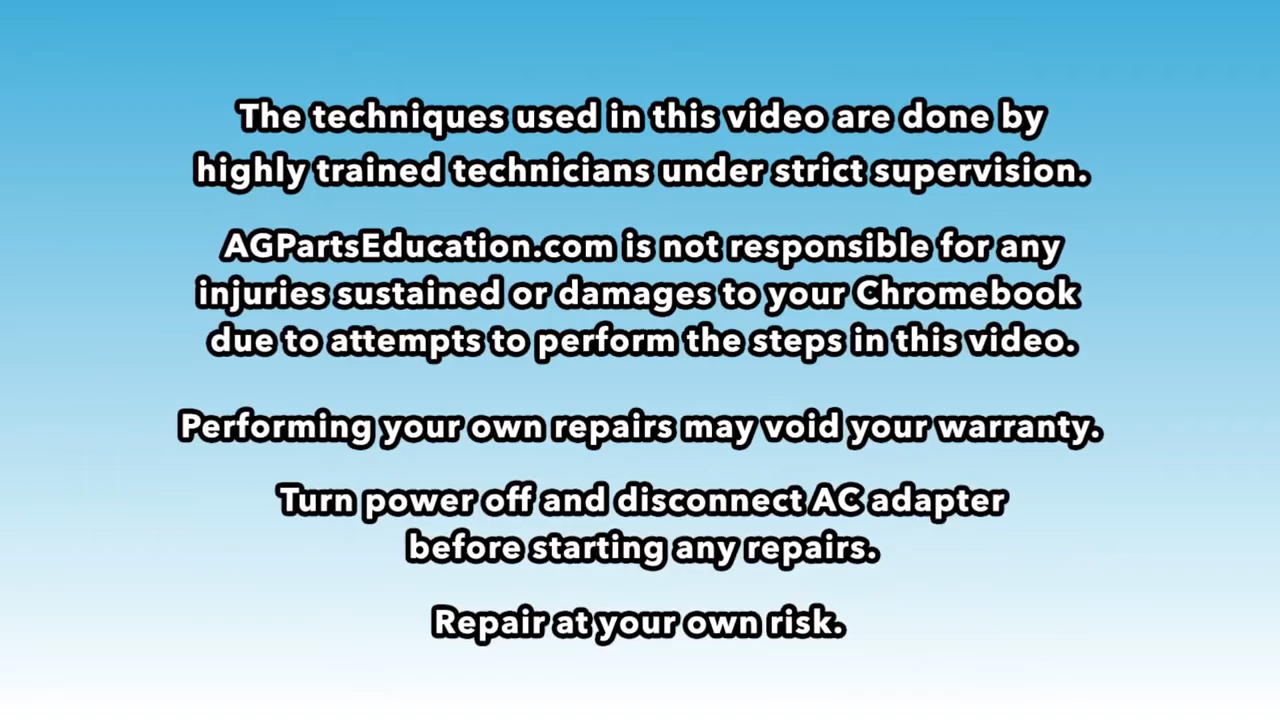 The techniques used in this video are done by
highly trained technicians under strict supervision.
AGPartsEducation.com is not responsible for any
injuries sustained or damages to your Chromebook
due to attempts to perform the steps in this video.
Performing your own repairs may void your warranty.
Turn power off and disconnect AC adapter
before starting any repairs.
Repair at your own risk.